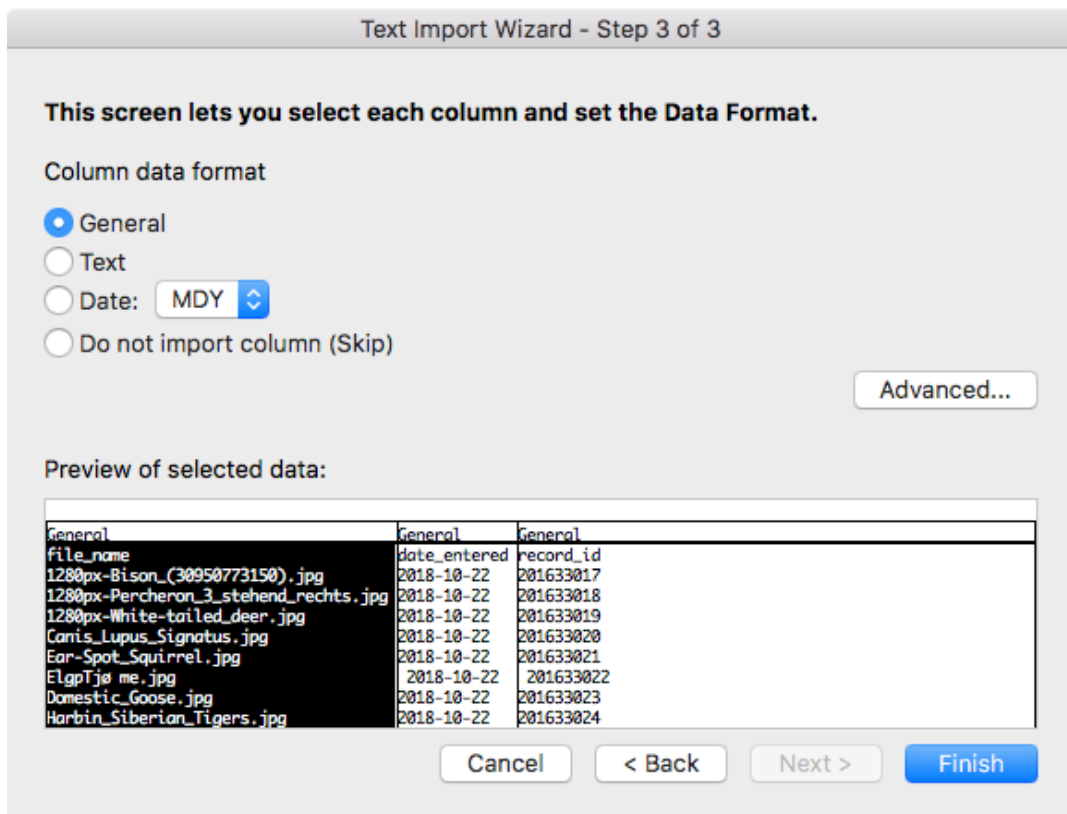 Text Import Wizard - Step 3 of 3
This screen lets you select each column and set the Data Format.
Column data format
General
Text
Date: MDY
Do not import column (Skip)
Advanced...
Preview of selected data:
General General General
file_name date_entered record_id
1280px-Bison_(30950773150).jpg 2018-10-22 201633017
1280px-Percheron_3_stehend_rechts.jpg 2018-10-22 201633018
1280px-White-tailed_deer.jpg 2018-10-22 201633019
Canis_Lupus_Signatus.jpg 2018-10-22 201633020
Ear-Spot_Squirrel.jpg 2018-10-22 201633021
ElgpTjø me.jpg 2018-10-22 201633022
Domestic_Goose.jpg 2018-10-22 201633023
Harbin_Siberian_Tigers.jpg 2018-10-22 201633024
Cancel < Back Next > Finish